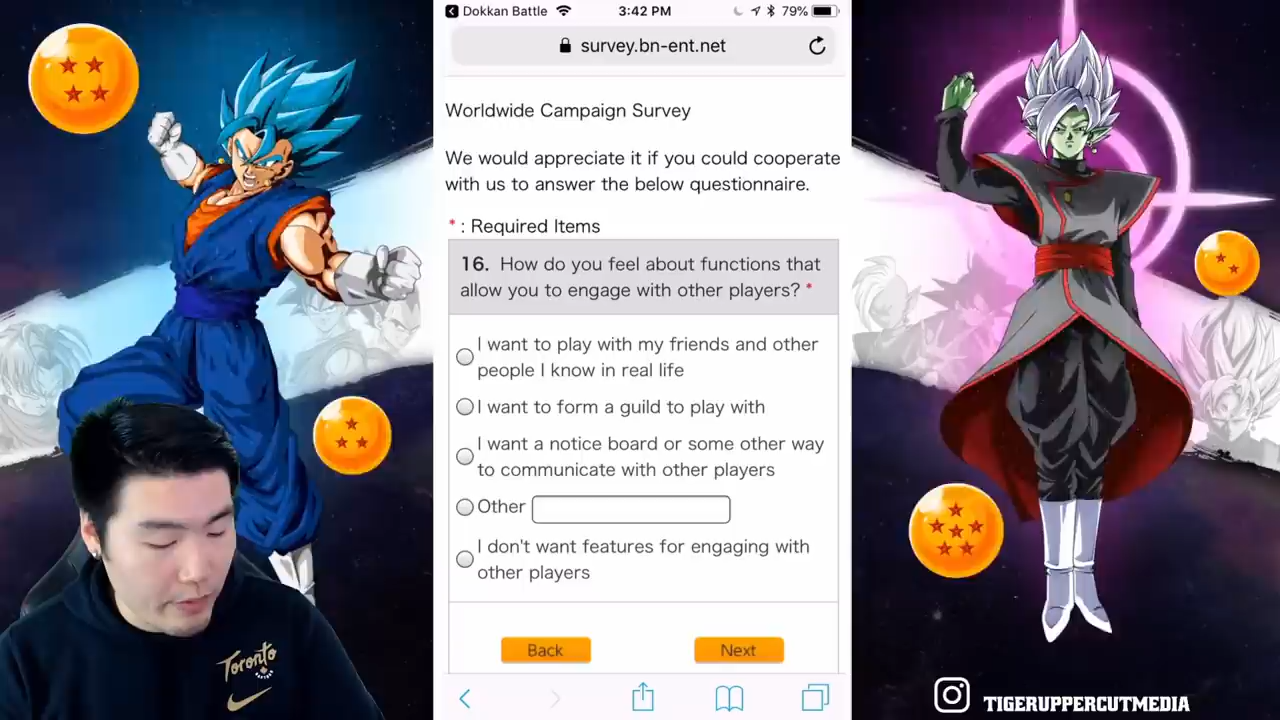 Dokkan Battle
3:42 PM
79%
survey.bn-ent.net
Worldwide Campaign Survey
We would appreciate it if you could cooperate
with us to answer the below questionnaire.
* : Required Items
16. How do you feel about functions that
allow you to engage with other players? *
I want to play with my friends and other
people I know in real life
I want to form a guild to play with
I want a notice board or some other way
to communicate with other players
Other
I don't want features for engaging with
other players
Back
Next
Toronto
TIGERUPPERCUTMEDIA